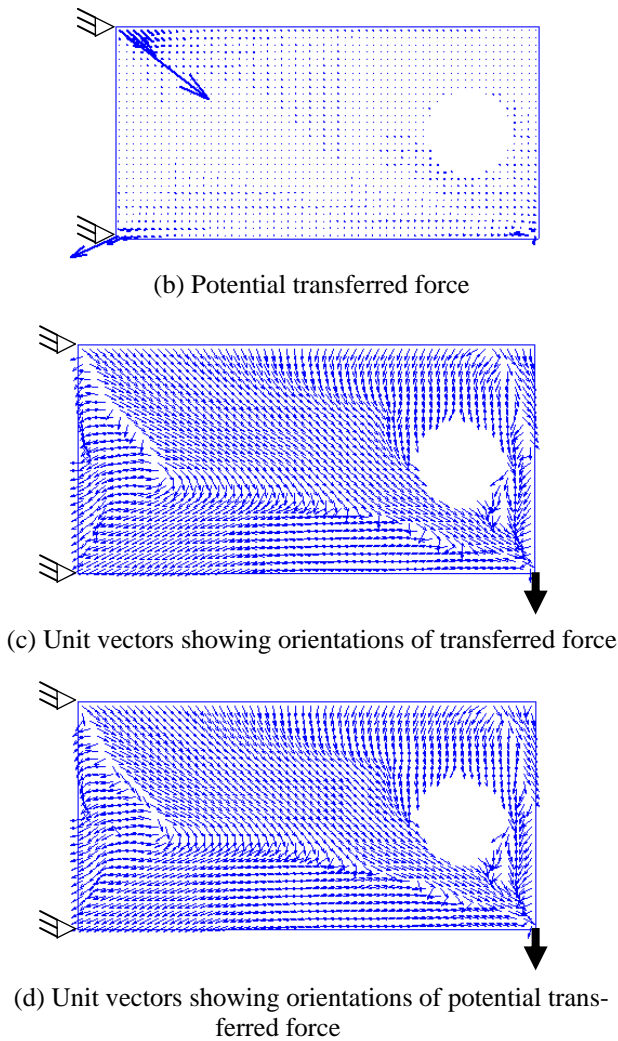 (b) Potential transferred force
(c) Unit vectors showing orientations of transferred force
(d) Unit vectors showing orientations of potential trans-
ferred force